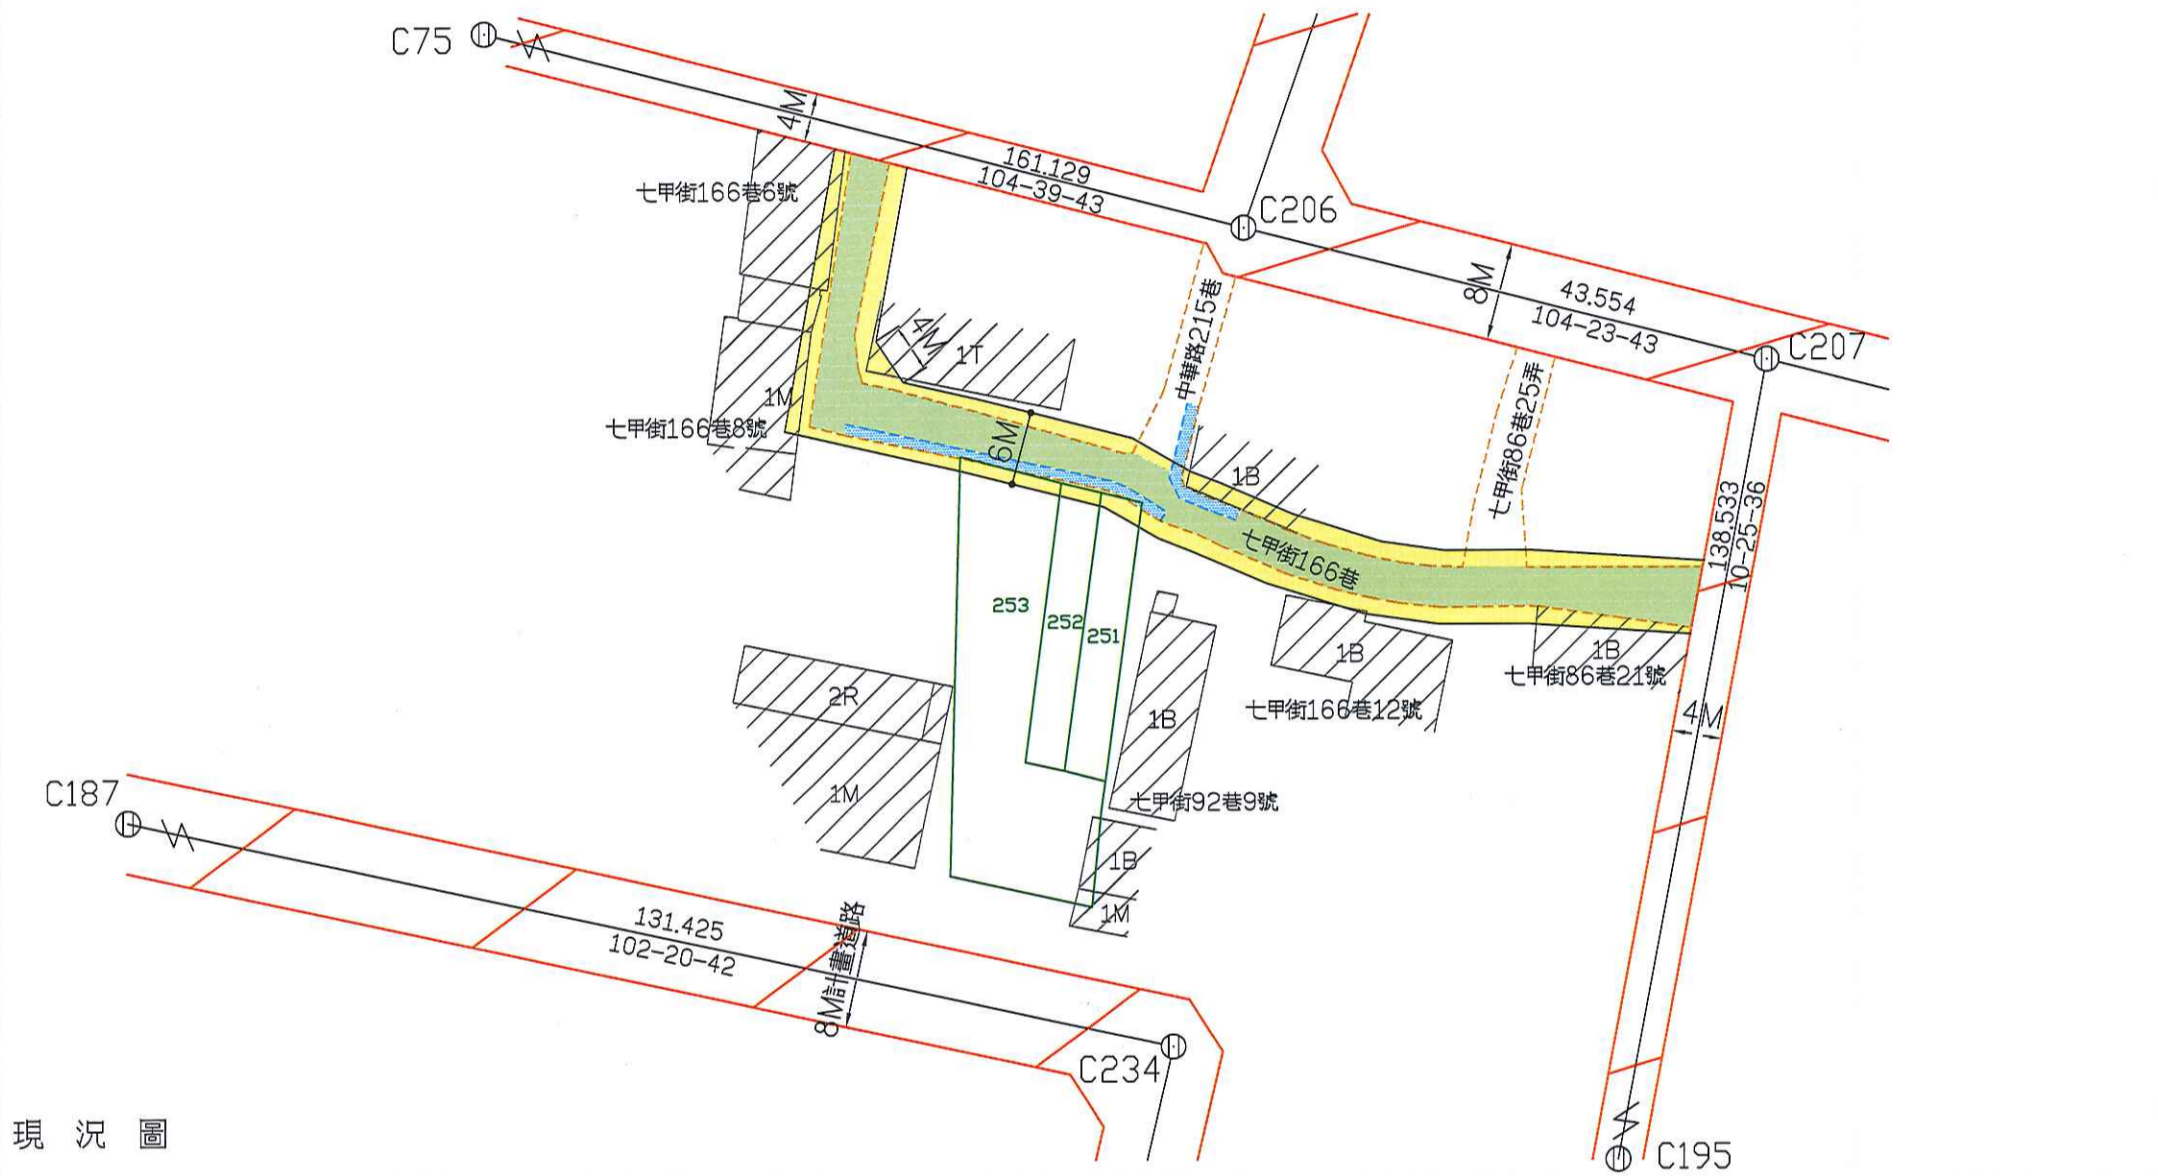 C75
4M
161.129
104-39-43
C206
七甲街166巷6號
8M
43.554
104-23-43
C207
中華路215巷
4M
1T
七甲街86巷25弄
1M
七甲街166巷8號
6M
1B
138.533
10-25-36
七甲街166巷
253
252
251
1B
1B
七甲街86巷21號
2R
1B
七甲街166巷12號
4M
1M
七甲街92巷9號
C187
1B
1M
131.425
102-20-42
8M計畫道路
C234
現況圖
C195